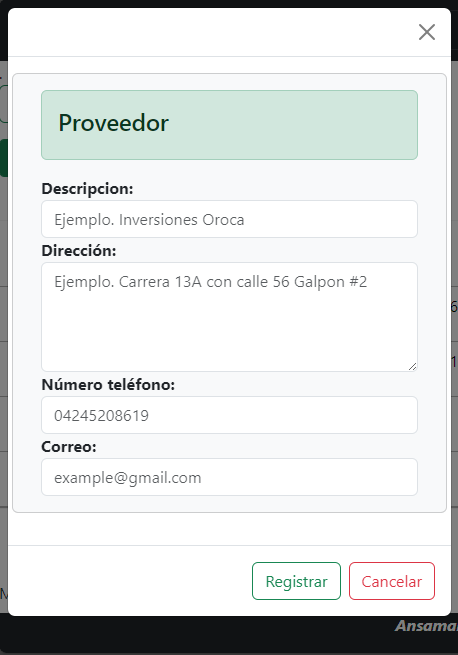 Proveedor
Descripcion:
Ejemplo. Inversiones Oroca
Dirección:
Ejemplo. Carrera 13A con calle 56 Galpon #2
Número teléfono:
04245208619
Correo:
example@gmail.com
Registrar Cancelar